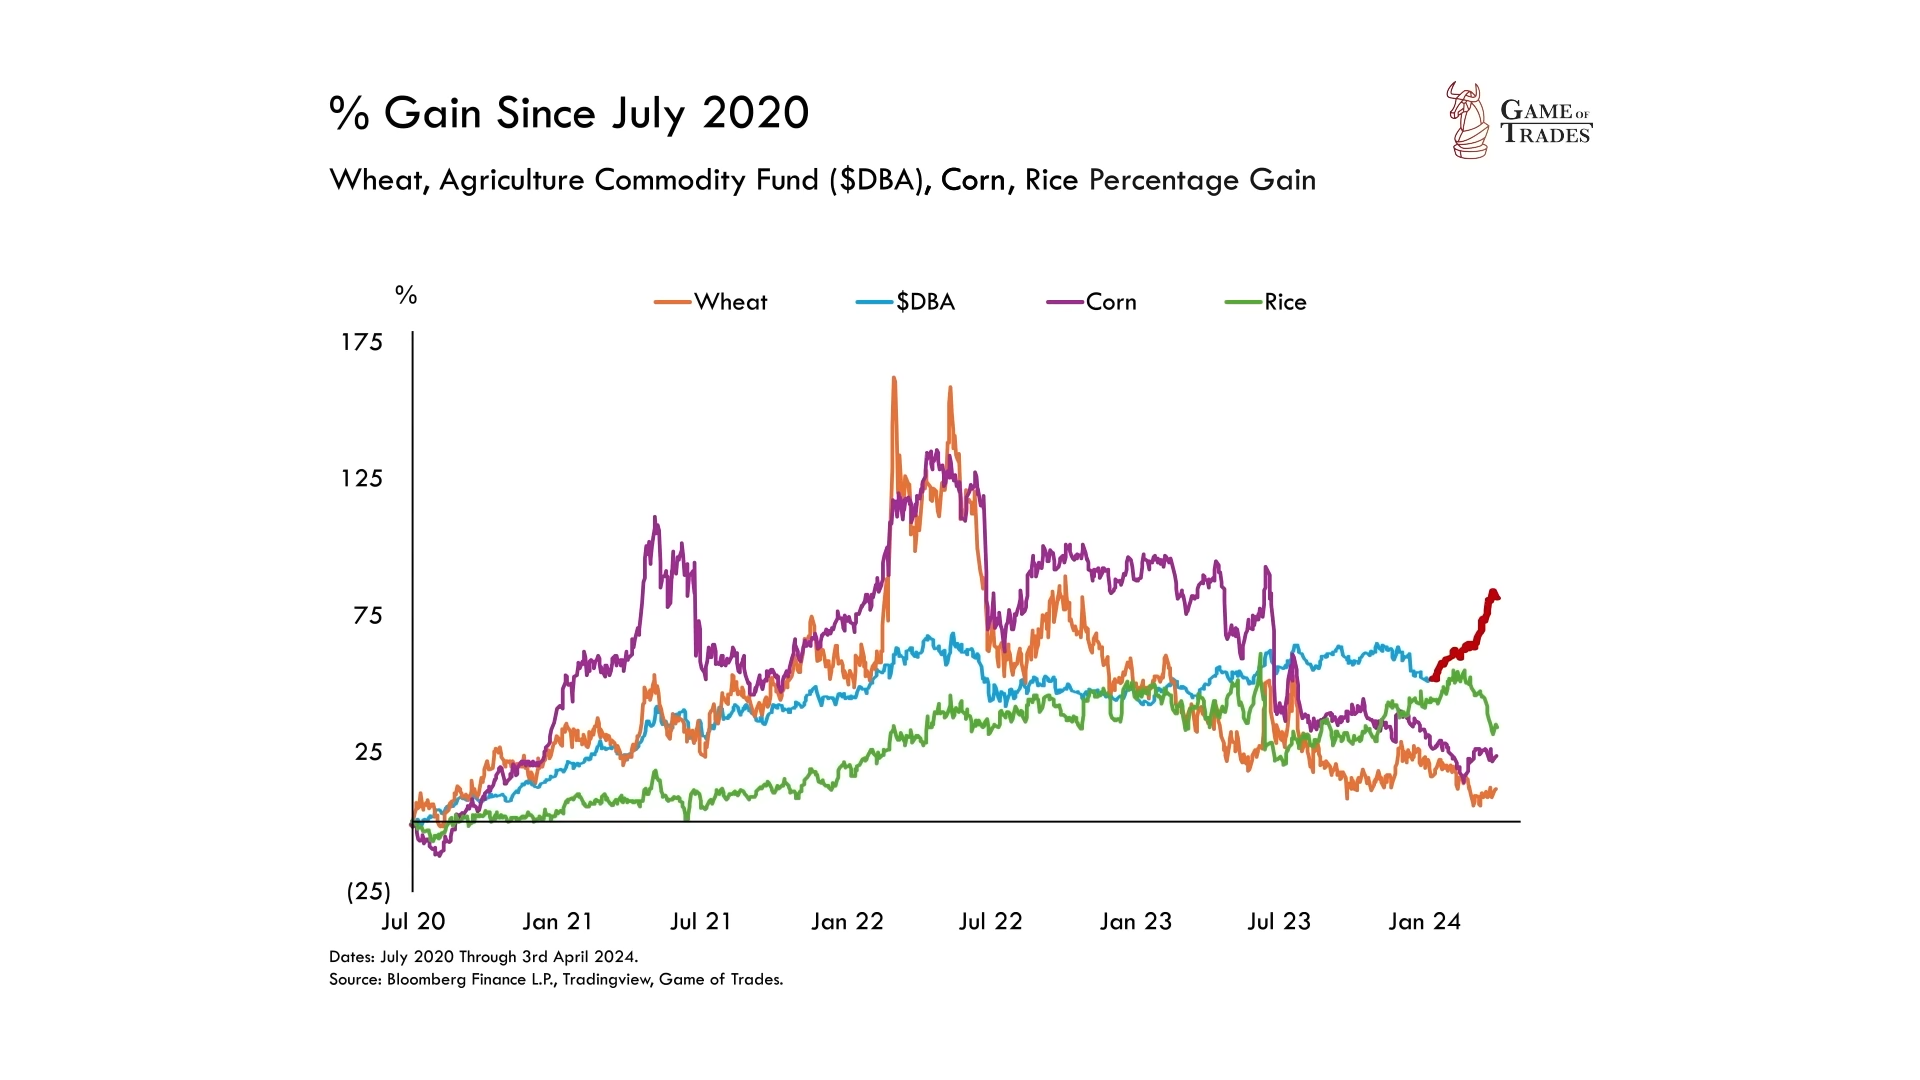 % Gain Since July 2020
GAME OF
TRADES
Wheat, Agriculture Commodity Fund ($DBA), Corn, Rice Percentage Gain
%
Wheat $DBA Corn Rice
175
125
75
25
(25)
Jul 20 Jan 21 Jul 21 Jan 22 Jul 22 Jan 23 Jul 23 Jan 24
Dates: July 2020 Through 3rd April 2024.
Source: Bloomberg Finance L.P., Tradingview, Game of Trades.